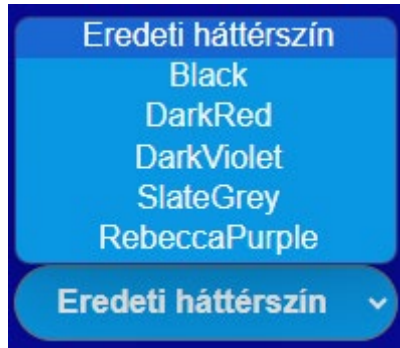 Eredeti háttérszín
Black
DarkRed
DarkViolet
SlateGrey
RebeccaPurple
Eredeti háttérszín